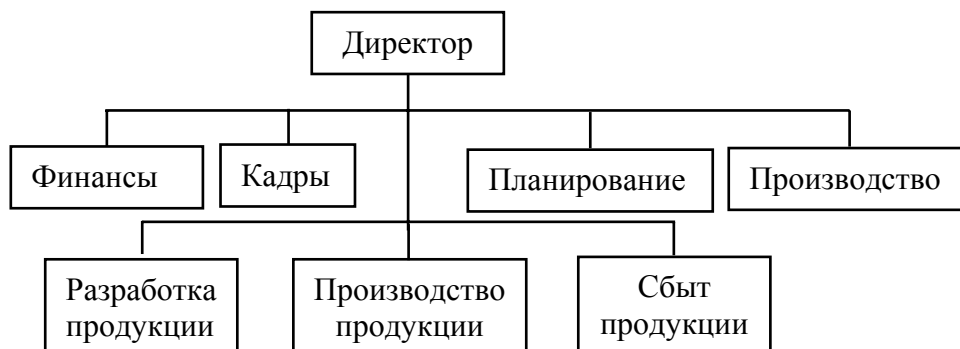 Директор
Финансы
Кадры
Планирование
Производство
Разработка
продукции
Производство
продукции
Сбыт
продукции